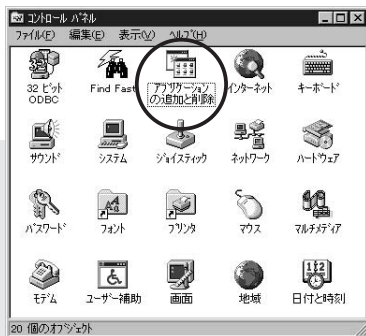 コントロール パネル
ファイル(F) 編集(E) 表示(V) ヘルプ(H)
32 ビット
ODBC
Find Fast
アプリケーション
の追加と削除
インターネット
キーボード
サウンド
システム
ジョイスティック
ネットワーク
ハードウェア
パスワード
フォント
プリンタ
マウス
マルチメディア
モデム
ユーザー補助
画面
地域
日付と時刻
20 個のオブジェクト